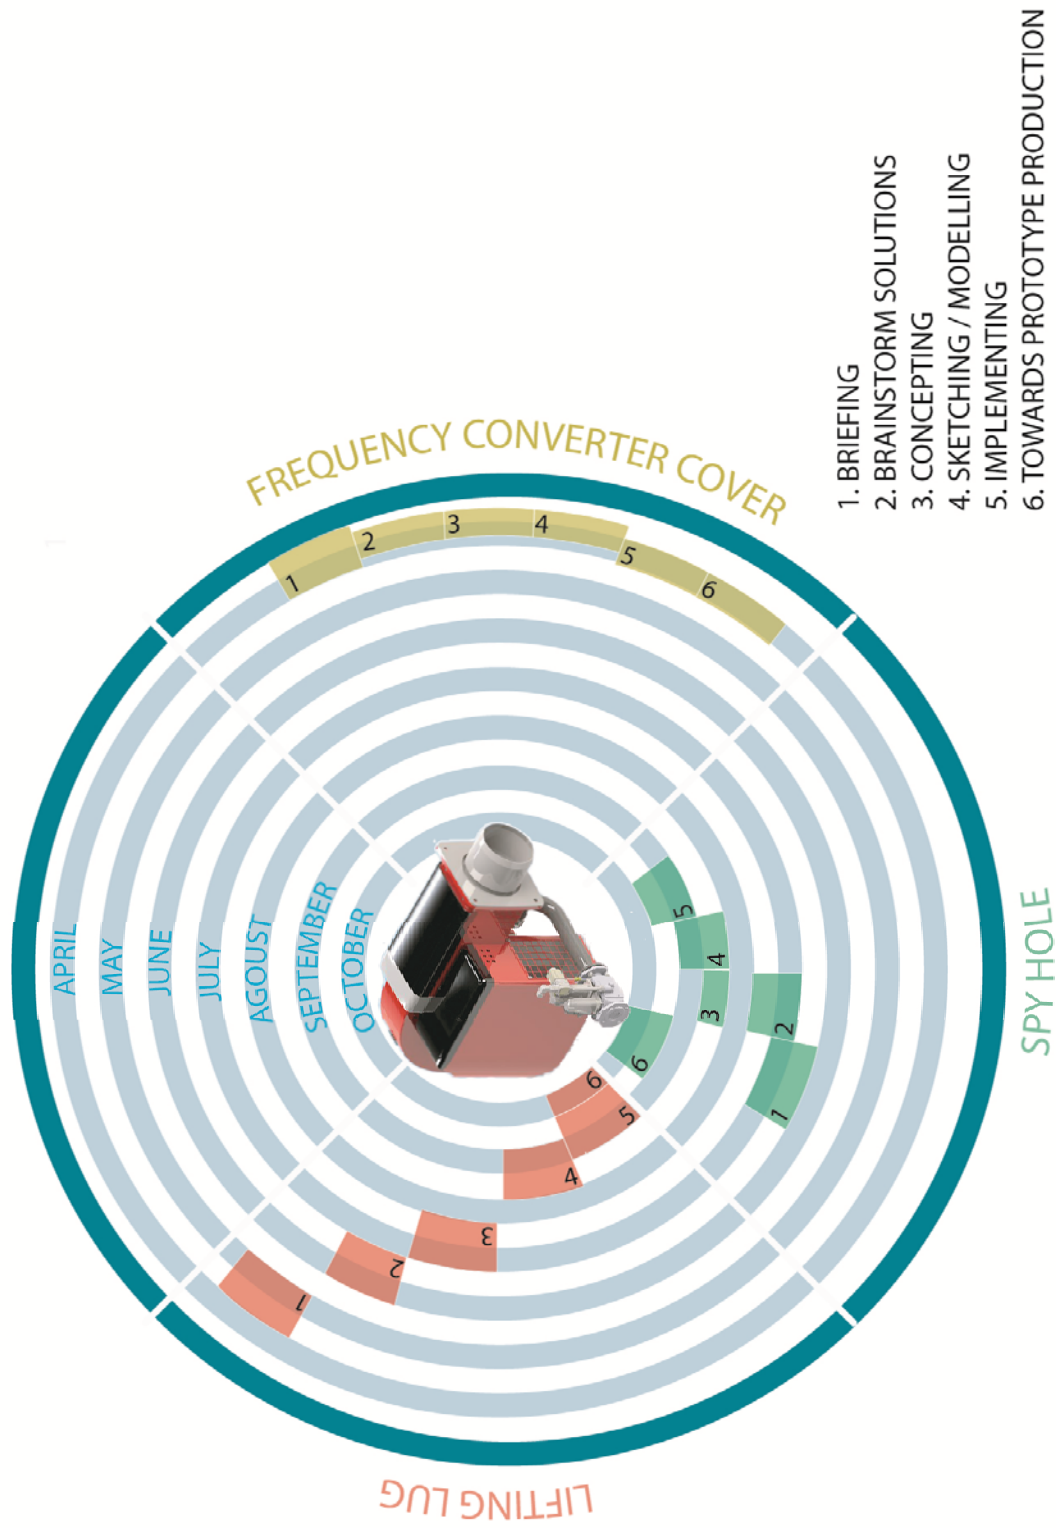 FREQUENCY CONVERTER COVER
1
2
3
4
5
6
APRIL
MAY
JUNE
JULY
AGOUST
SEPTEMBER
OCTOBER
SPY HOLE
1
2
3
4
5
6
LIFTING LUG
1
2
3
4
5
6
1. BRIEFING
2. BRAINSTORM SOLUTIONS
3. CONCEPTING
4. SKETCHING / MODELLING
5. IMPLEMENTING
6. TOWARDS PROTOTYPE PRODUCTION
1